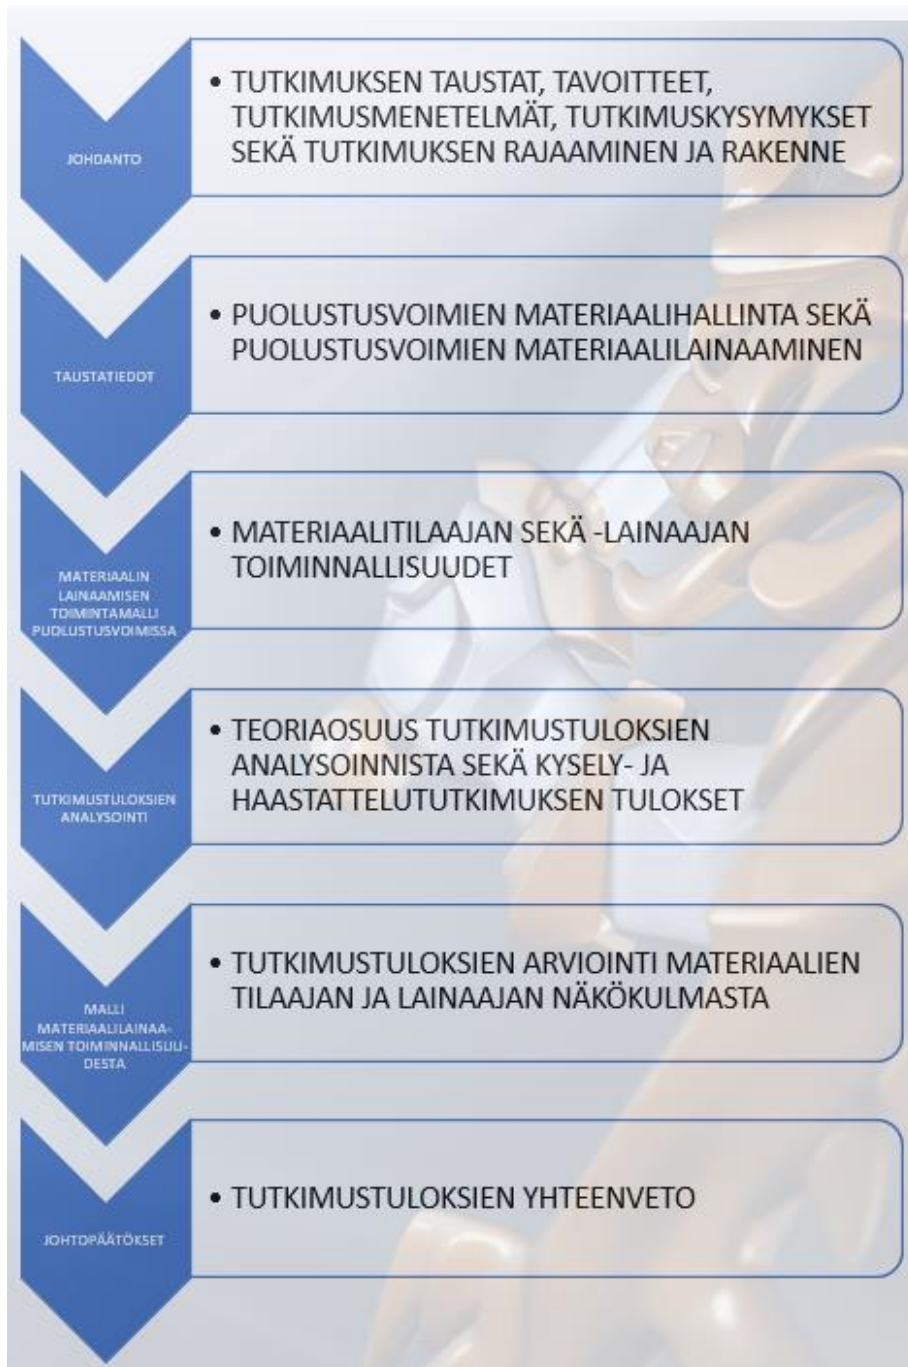 JOHDANTO
• TUTKIMUKSEN TAUSTAT, TAVOITTEET,
TUTKIMUSMENETELMÄT, TUTKIMUSKYSYMYKSET
SEKÄ TUTKIMUKSEN RAJAAMINEN JA RAKENNE
TAUSTATIEDOT
• PUOLUSTUSVOIMIEN MATERIAALIHALLINTA SEKÄ
PUOLUSTUSVOIMIEN MATERIAALILAINAAMINEN
MATERIAALIN
LAINAAMISEN
TOIMINTAMALLI
PUOLUSTUSVOIMISSA
• MATERIAALITILAAJAN SEKÄ -LAINAAJAN
TOIMINNALLISUUDET
TUTKIMUSTULOKSIEN
ANALYSOINTI
• TEORIAOSUUS TUTKIMUSTULOKSIEN
ANALYSOINNISTA SEKÄ KYSELY- JA
HAASTATTELUTUTKIMUKSEN TULOKSET
MALLI
MATERIAALILAINAA-
MISEN TOIMINNALLISUU-
DESTA
• TUTKIMUSTULOKSIEN ARVIOINTI MATERIAALIEN
TILAAJAN JA LAINAAJAN NÄKÖKULMASTA
JOHTOPÄÄTÖKSET
• TUTKIMUSTULOKSIEN YHTEENVETO